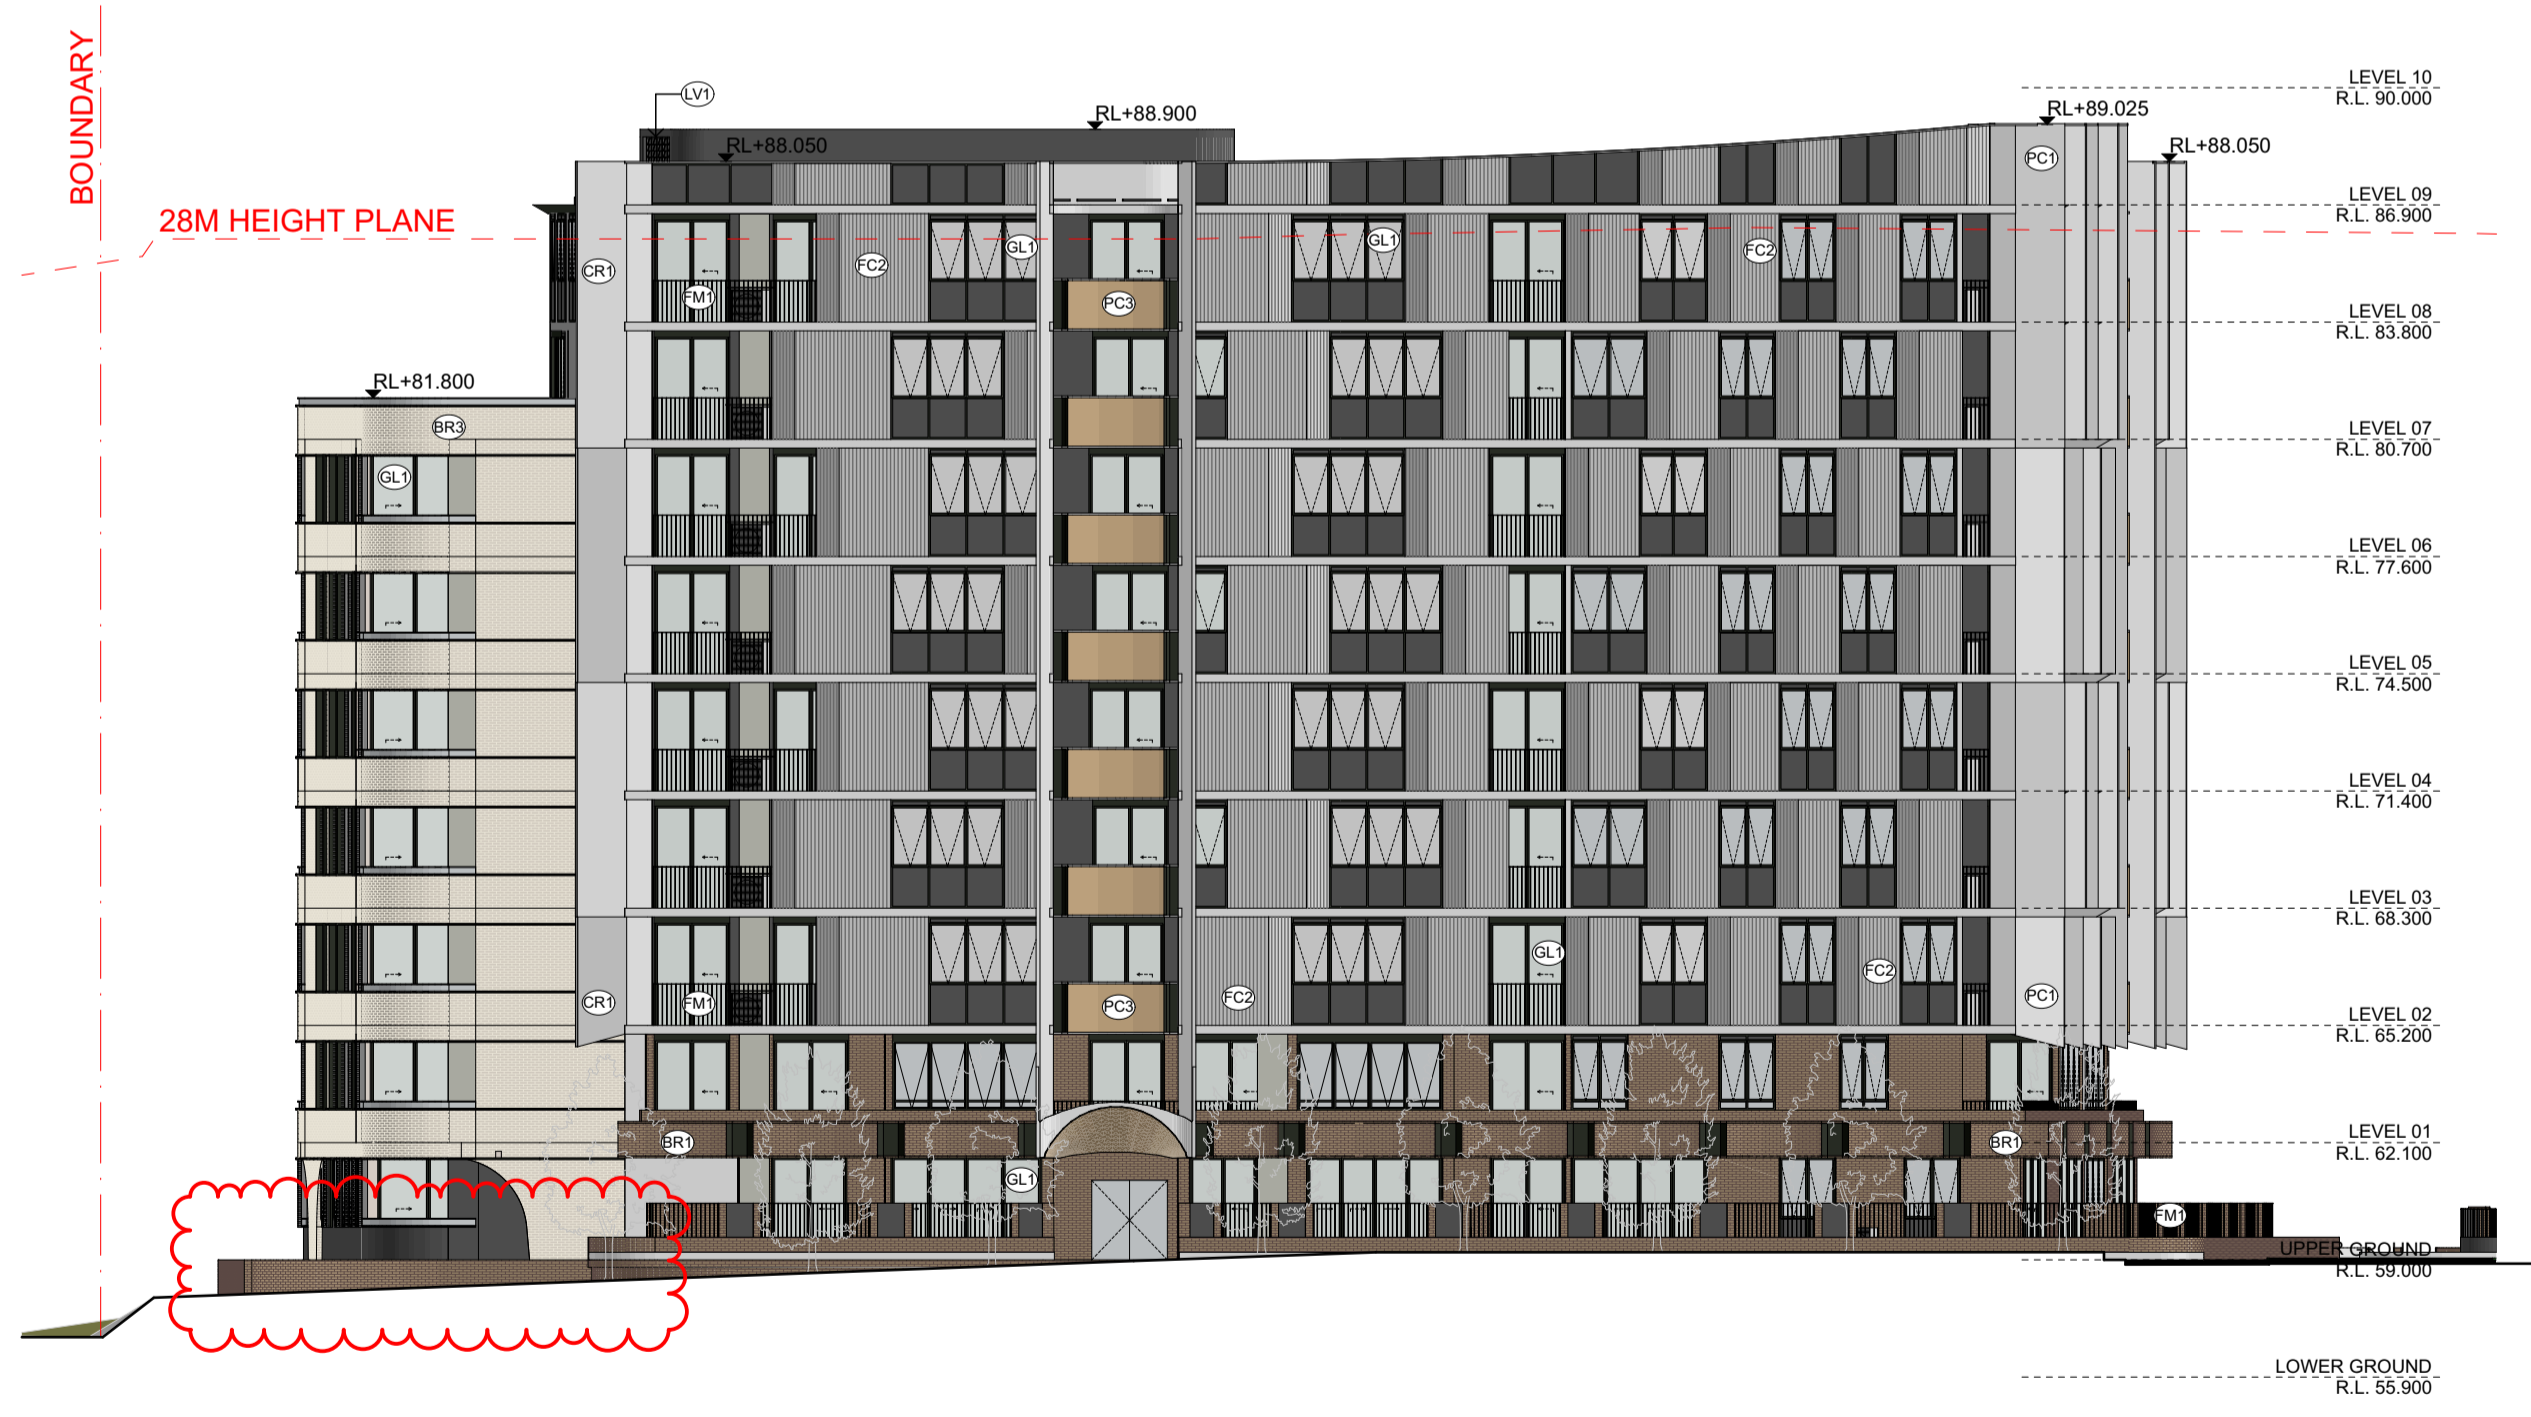 BOUNDARY
28M HEIGHT PLANE
LV1
RL+88.900
RL+88.050
RL+89.025
RL+88.050
RL+81.800
LEVEL 10
R.L. 90.000
LEVEL 09
R.L. 86.900
LEVEL 08
R.L. 83.800
LEVEL 07
R.L. 80.700
LEVEL 06
R.L. 77.600
LEVEL 05
R.L. 74.500
LEVEL 04
R.L. 71.400
LEVEL 03
R.L. 68.300
LEVEL 02
R.L. 65.200
LEVEL 01
R.L. 62.100
UPPER GROUND
R.L. 59.000
LOWER GROUND
R.L. 55.900
PC1
CR1
FM1
FC2
GL1
PC3
GL1
FC2
BR3
GL1
CR1
FM1
PC3
FC2
GL1
FC2
PC1
BR1
GL1
BR1
FM1